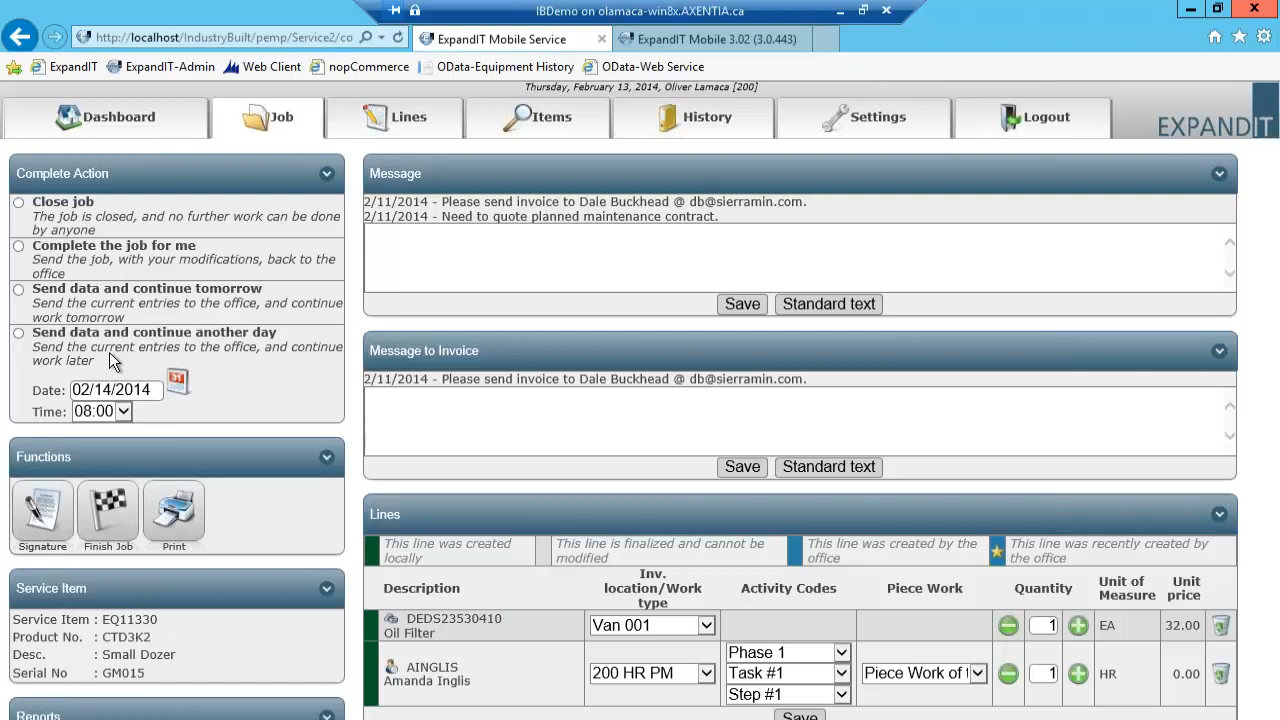 IBDemo on olamaca-win8x.AXENTIA.ca
http://localhost/IndustryBuilt/pemp/Service2/co
ExpandIT Mobile Service
ExpandIT Mobile 3.02 (3.0.443)
ExpandIT
ExpandIT-Admin
Web Client
nopCommerce
OData-Equipment History
OData-Web Service
Thursday, February 13, 2014, Oliver Lamaca [200]
Dashboard
Job
Lines
Items
History
Settings
Logout
EXPANDIT
Complete Action
Close job
The job is closed, and no further work can be done
by anyone
Complete the job for me
Send the job, with your modifications, back to the
office
Send data and continue tomorrow
Send the current entries to the office, and continue
work tomorrow
Send data and continue another day
Send the current entries to the office, and continue
work later
31
Date: 02/14/2014
Time: 08:00
Functions
Signature
Finish Job
Print
Service Item
Service Item : EQ11330
Product No. : CTD3K2
Desc. : Small Dozer
Serial No : GM015
Reports
Message
2/11/2014 - Please send invoice to Dale Buckhead @ db@sierramin.com.
2/11/2014 - Need to quote planned maintenance contract.
Save
Standard text
Message to Invoice
2/11/2014 - Please send invoice to Dale Buckhead @ db@sierramin.com.
Save
Standard text
Lines
This line was created
locally
This line is finalized and cannot be
modified
This line was created by the
office
This line was recently created by
the office
Description
Inv.
location/Work
type
Activity Codes
Piece Work
Quantity
Unit of
Measure
Unit
price
DEDS23530410
Oil Filter
Van 001
1
EA
32.00
AINGLIS
Amanda Inglis
200 HR PM
Phase 1
Task #1
Step #1
Piece Work of
1
HR
0.00
Save